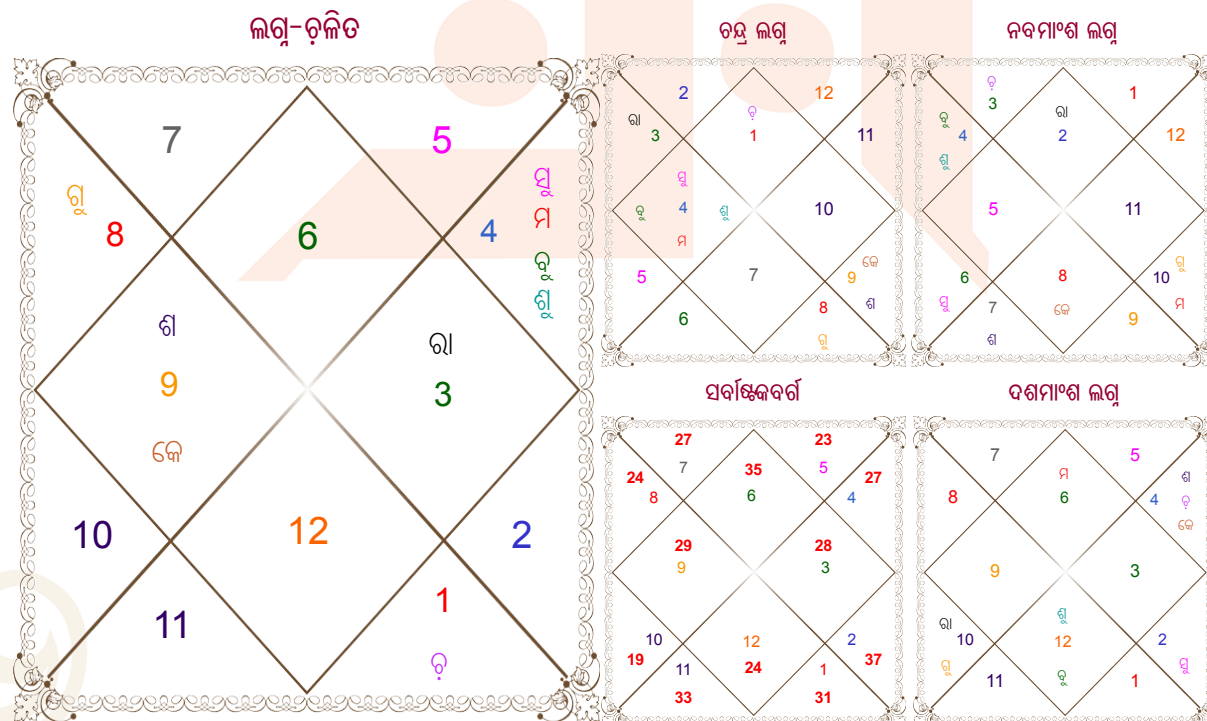 ଲଗ୍ନ-ଚଳିତ
7
5
ଗୁ
8
6
4
ସୁ
ମ
ବୁ
ଶୁ
ଶ
9
କେ
ରା
3
10
12
2
11
1
ଚ
ଚନ୍ଦ୍ର ଲଗ୍ନ
2
12
ରା
3
ଚ
1
11
ସୁ
ବୁ
4
ଶୁ
10
ମ
5
7
9
କେ
6
8
ଶ
ଗୁ
ନବମାଂଶ ଲଗ୍ନ
ଚ
3
ରା
1
ବୁ
4
2
12
ଶୁ
5
11
6
8
10
ଗୁ
ସୁ
7
କେ
9
ମ
ଶ
ସର୍ବାଷ୍ଟକବର୍ଗ
27
23
7
35
5
24
27
8
6
4
29
28
9
3
10
12
2
19
11
24
1
37
33
31
ଦଶମାଂଶ ଲଗ୍ନ
7
5
ମ
ଶ
8
6
4
ଚ
କେ
9
3
ରା
ଶୁ
10
12
2
ଗୁ
11
ବୁ
1
ସୁ